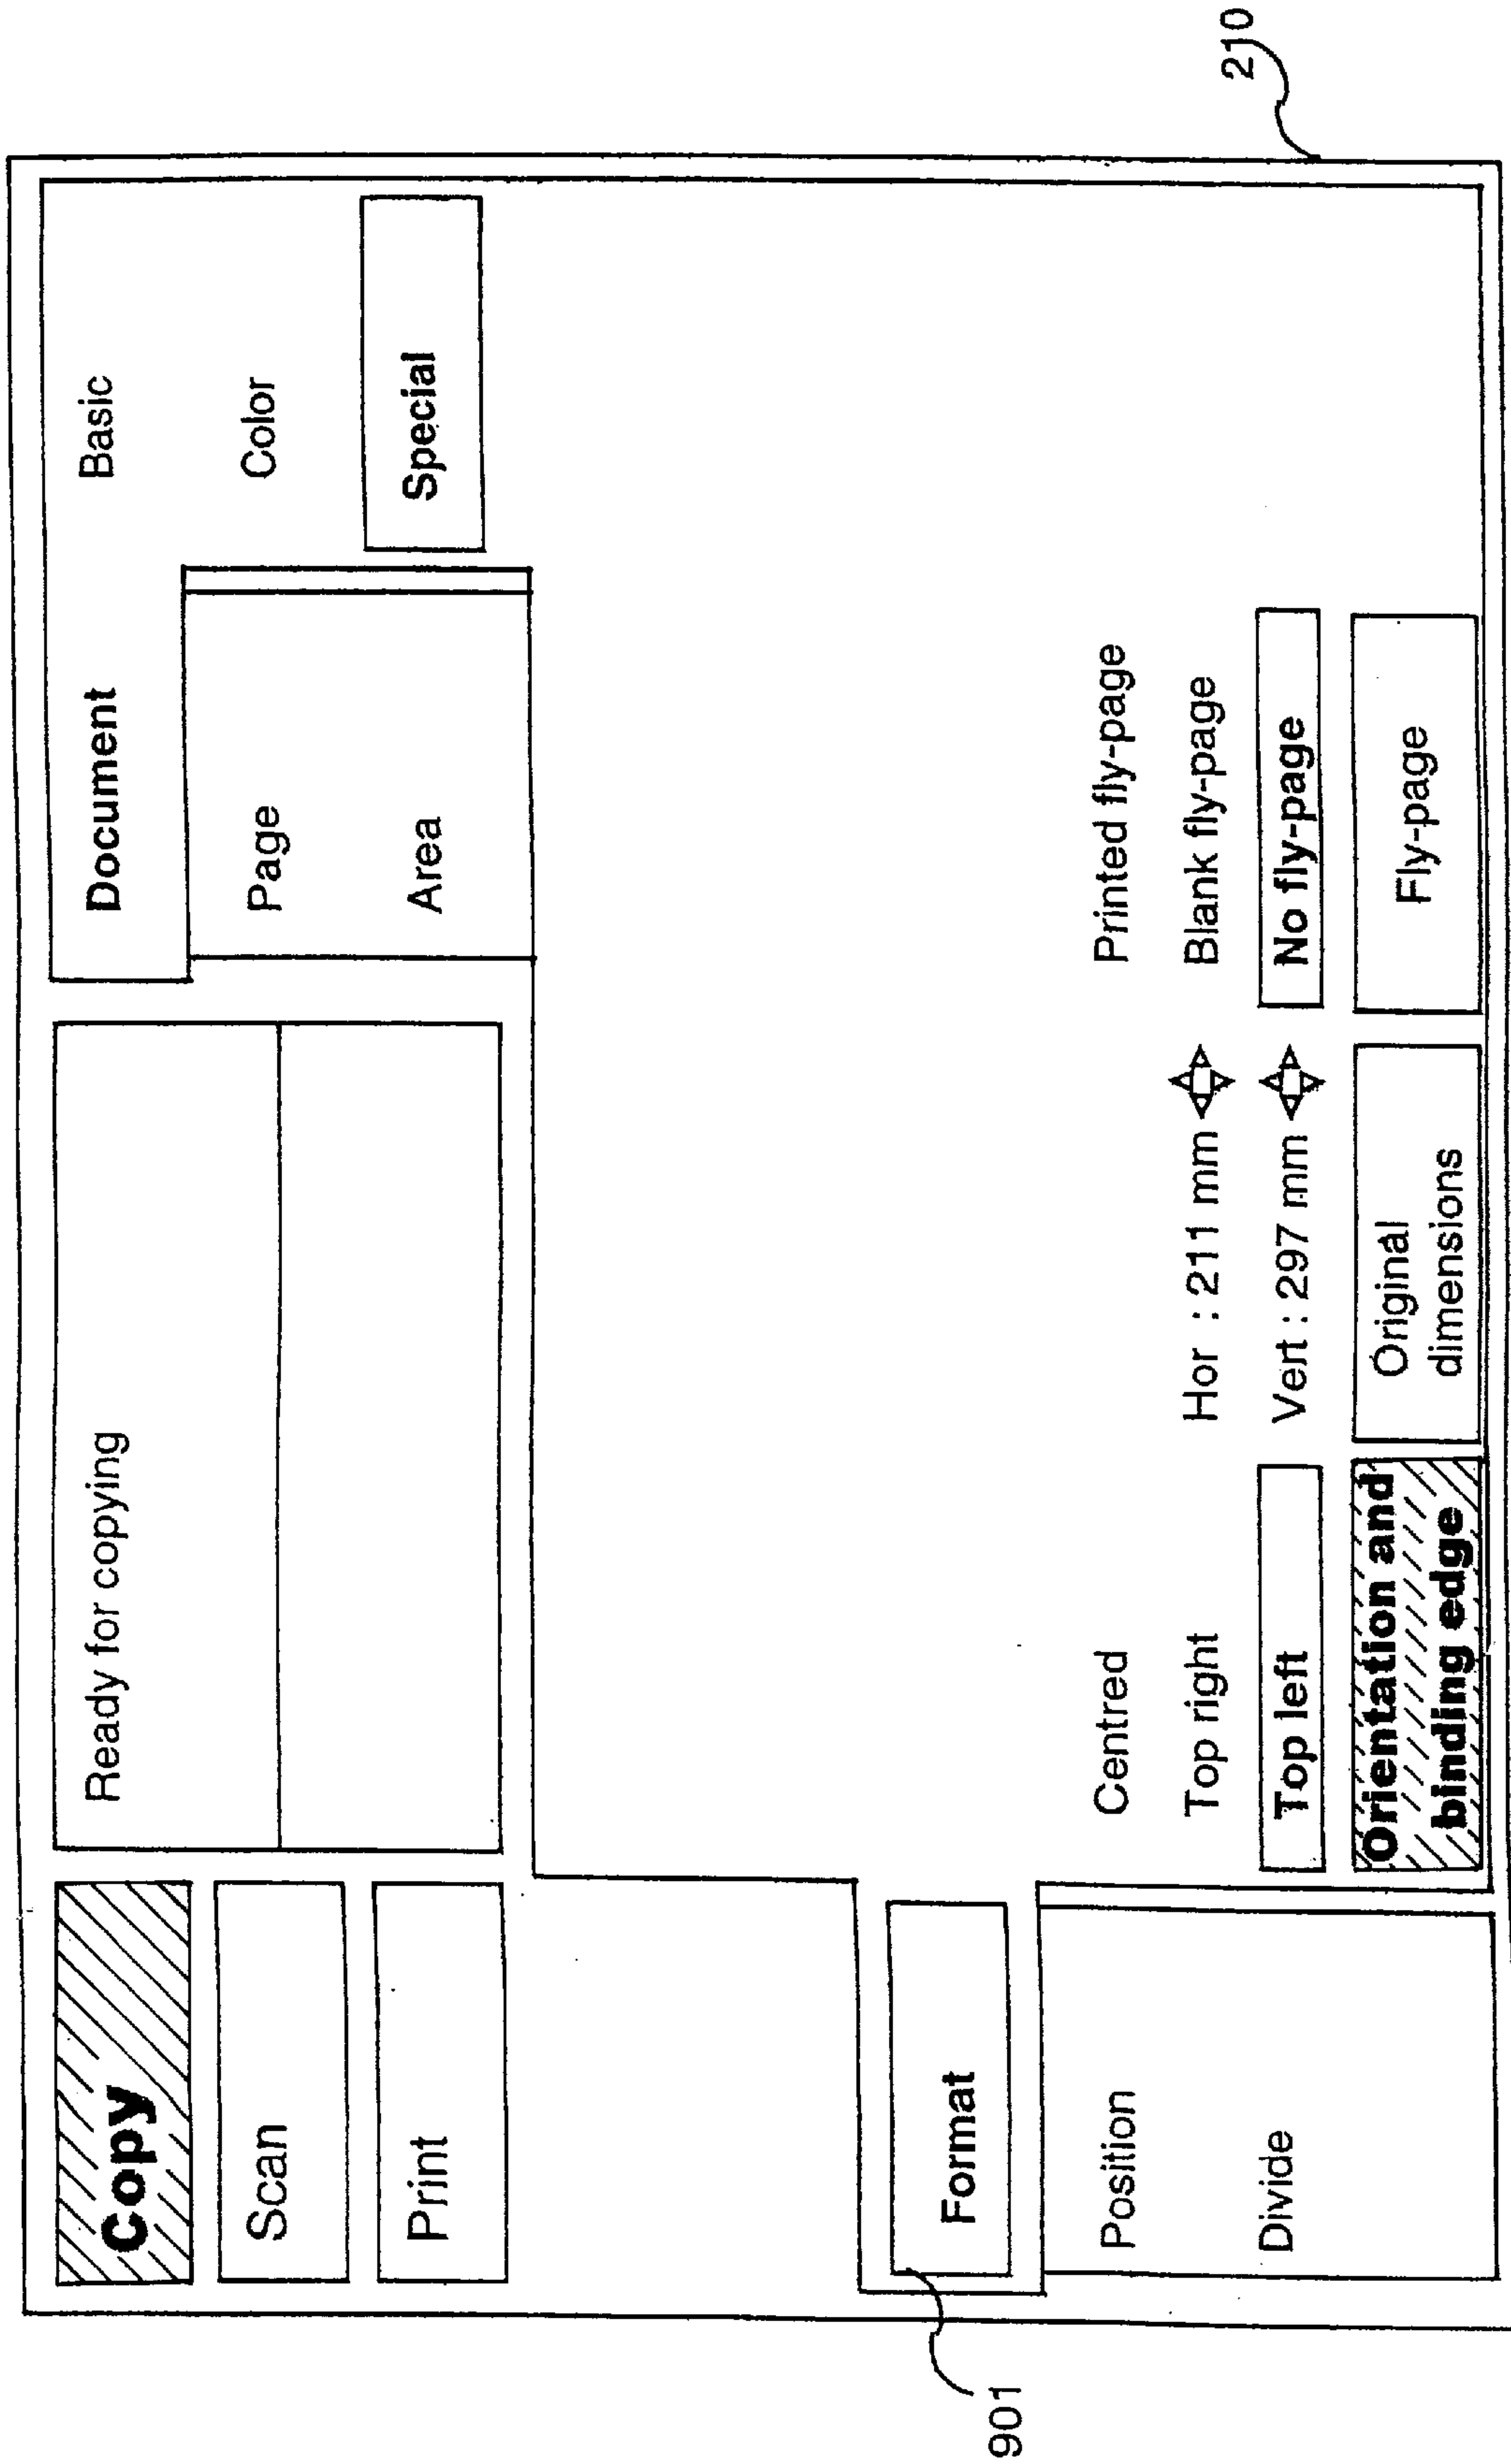 Copy
Scan
Print
Ready for copying
Document
Page
Area
Basic
Color
Special
Format
Position
Divide
Centred
Top right
Top left
Orientation and
binding edge
Hor : 211 mm
Vert : 297 mm
Original
dimensions
Printed fly-page
Blank fly-page
No fly-page
Fly-page
901
210